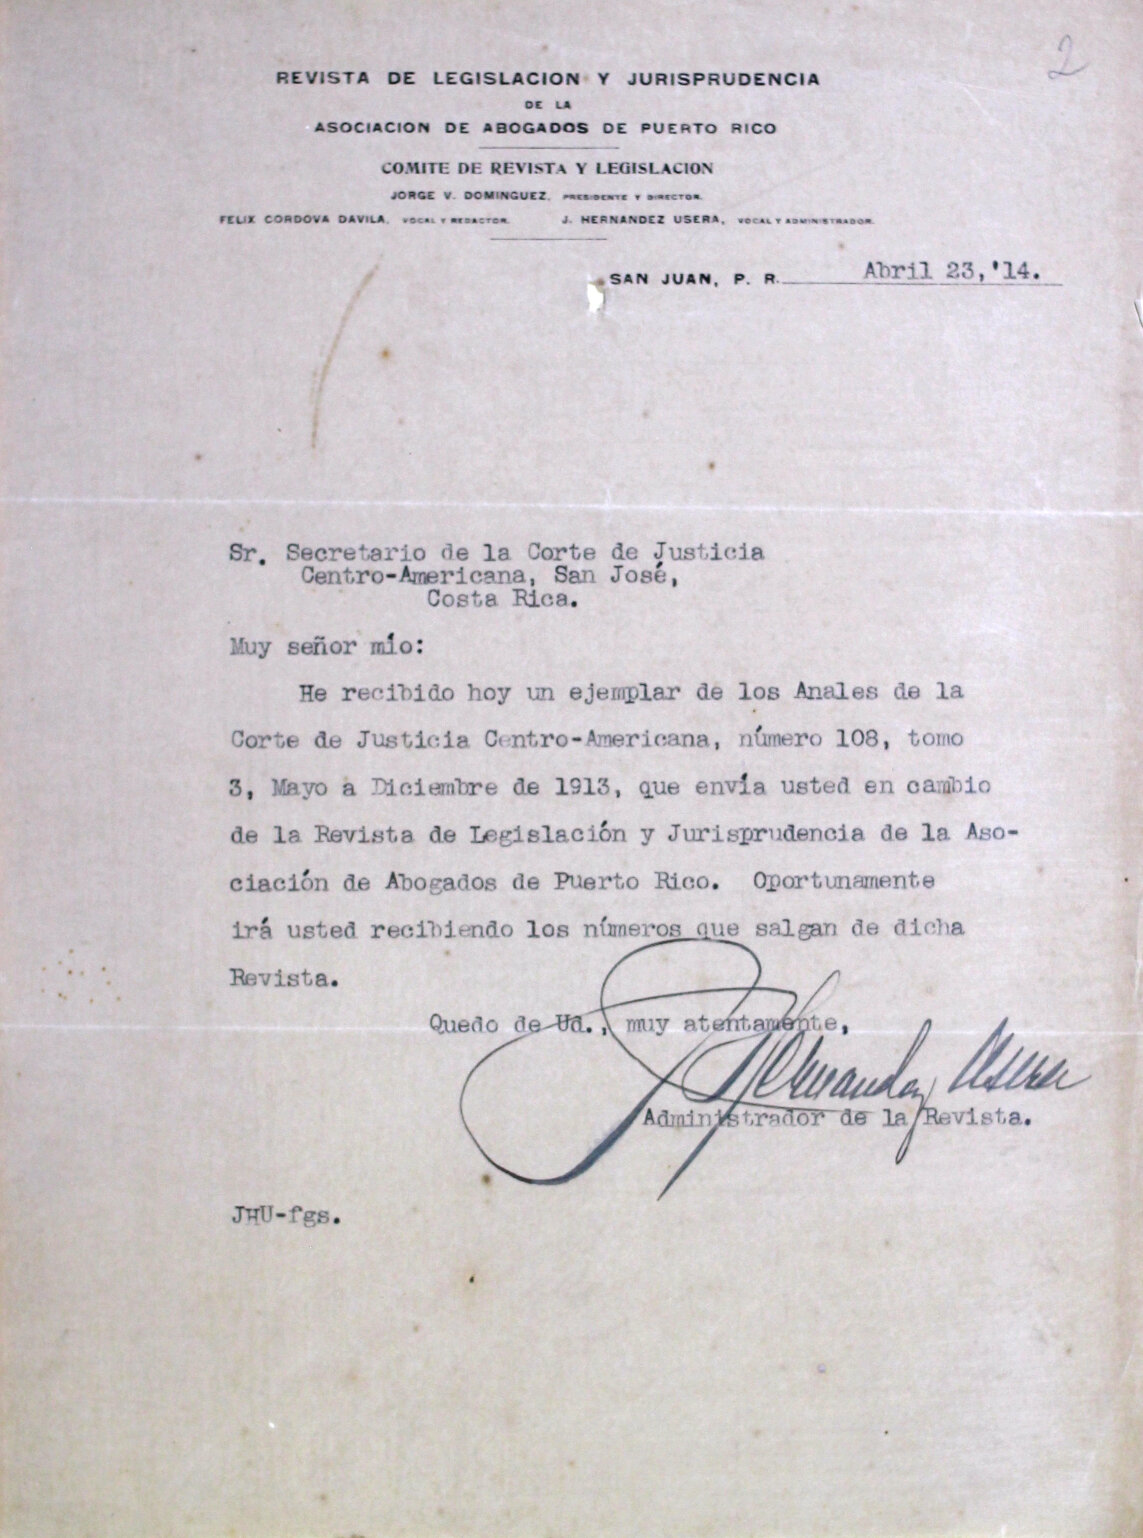 2
REVISTA DE LEGISLACION Y JURISPRUDENCIA
DE LA
ASOCIACION DE ABOGADOS DE PUERTO RICO
COMITE DE REVISTA Y LEGISLACION
JORGE V. DOMINGUEZ, PRESIDENTE Y DIRECTOR.
FELIX CORDOVA DAVILA, VOCAL Y REDACTOR. J. HERNANDEZ USERA, VOCAL Y ADMINISTRADOR.
SAN JUAN, P. R. Abril 23,'14.
Sr. Secretario de la Corte de Justicia
Centro-Americana, San José,
Costa Rica.
Muy señor mío:
He recibido hoy un ejemplar de los Anales de la
Corte de Justicia Centro-Americana, número 108, tomo
3, Mayo a Diciembre de 1913, que envía usted en cambio
de la Revista de Legislación y Jurisprudencia de la Aso-
ciación de Abogados de Puerto Rico. Oportunamente
irá usted recibiendo los números que salgan de dicha
Revista.
Quedo de Ud., muy atentamente,
J Hernandez Usera
Administrador de la Revista.
JHU-fgs.